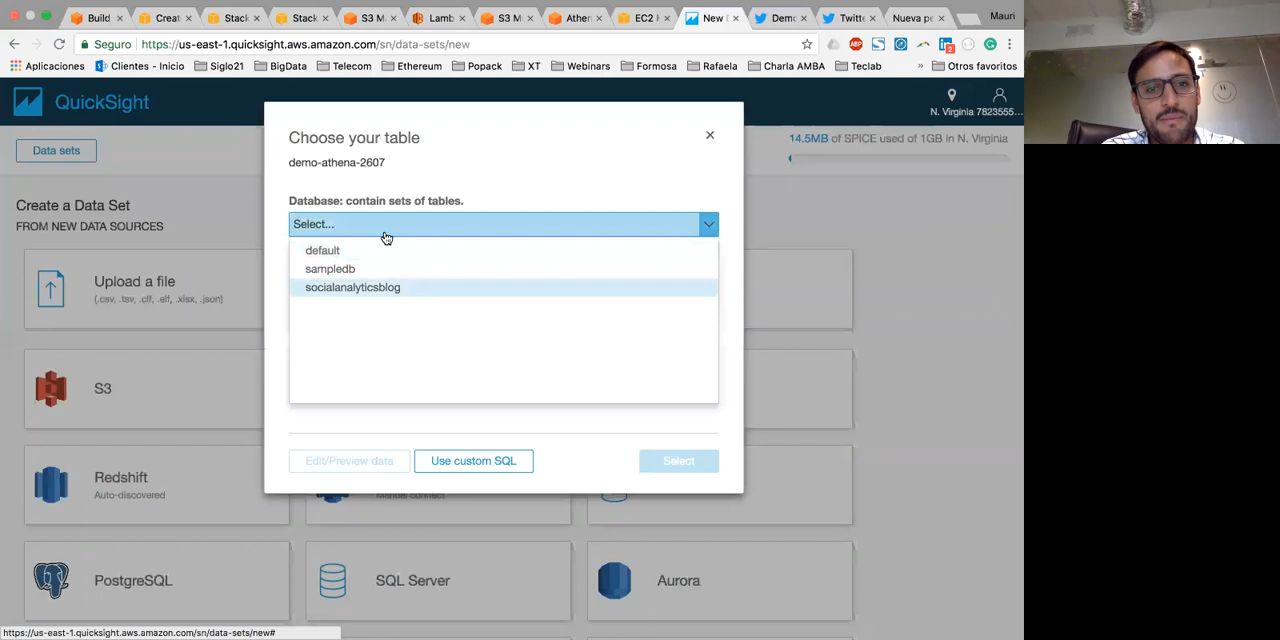 Build
Creat
Stack
Stack
S3 M
Lamb
S3 M
Athen
EC2 M
New
Demo
Twitte
Nueva pe
Mauri
Seguro https://us-east-1.quicksight.aws.amazon.com/sn/data-sets/new
ABP
2
Aplicaciones
Clientes - Inicio
Siglo21
BigData
Telecom
Ethereum
Popack
XT
Webinars
Formosa
Rafaela
Charla AMBA
Teclab
»
Otros favoritos
QuickSight
N. Virginia 7823555...
Data sets
14.5MB of SPICE used of 1GB in N. Virginia
Create a Data Set
FROM NEW DATA SOURCES
Upload a file
(.csv, .tsv, .clf, .elf, .xlsx, .json)
S3
Redshift
Auto-discovered
PostgreSQL
SQL Server
Aurora
Choose your table
demo-athena-2607
Database: contain sets of tables.
Select...
default
sampledb
socialanalyticsblog
Edit/Preview data
Use custom SQL
Select
Manual connect
https://us-east-1.quicksight.aws.amazon.com/sn/data-sets/new#